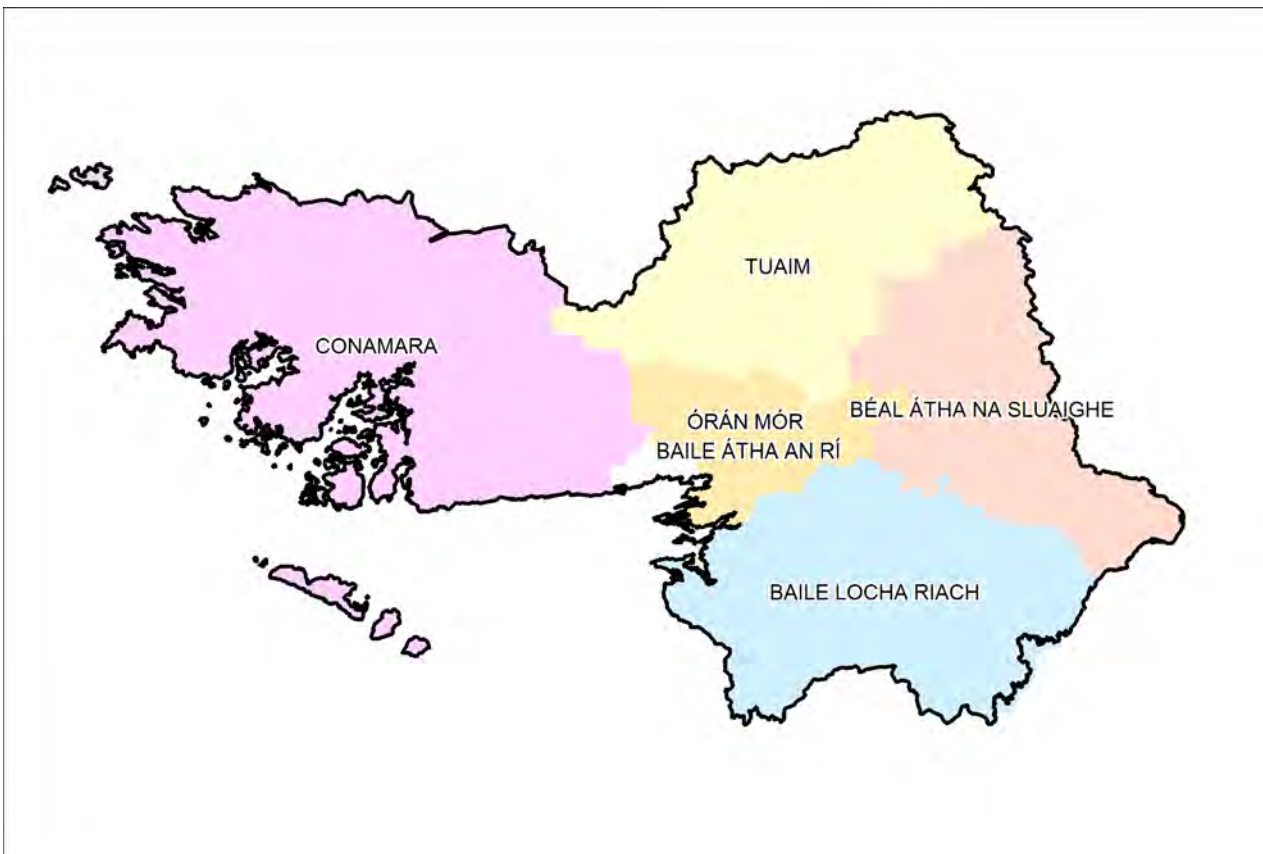 TUAIM
CONAMARA
BÉAL ÁTHA NA SLUAIGHE
ÓRÁN MÓR
BAILE ÁTHA AN RÍ
BAILE LOCHA RIACH